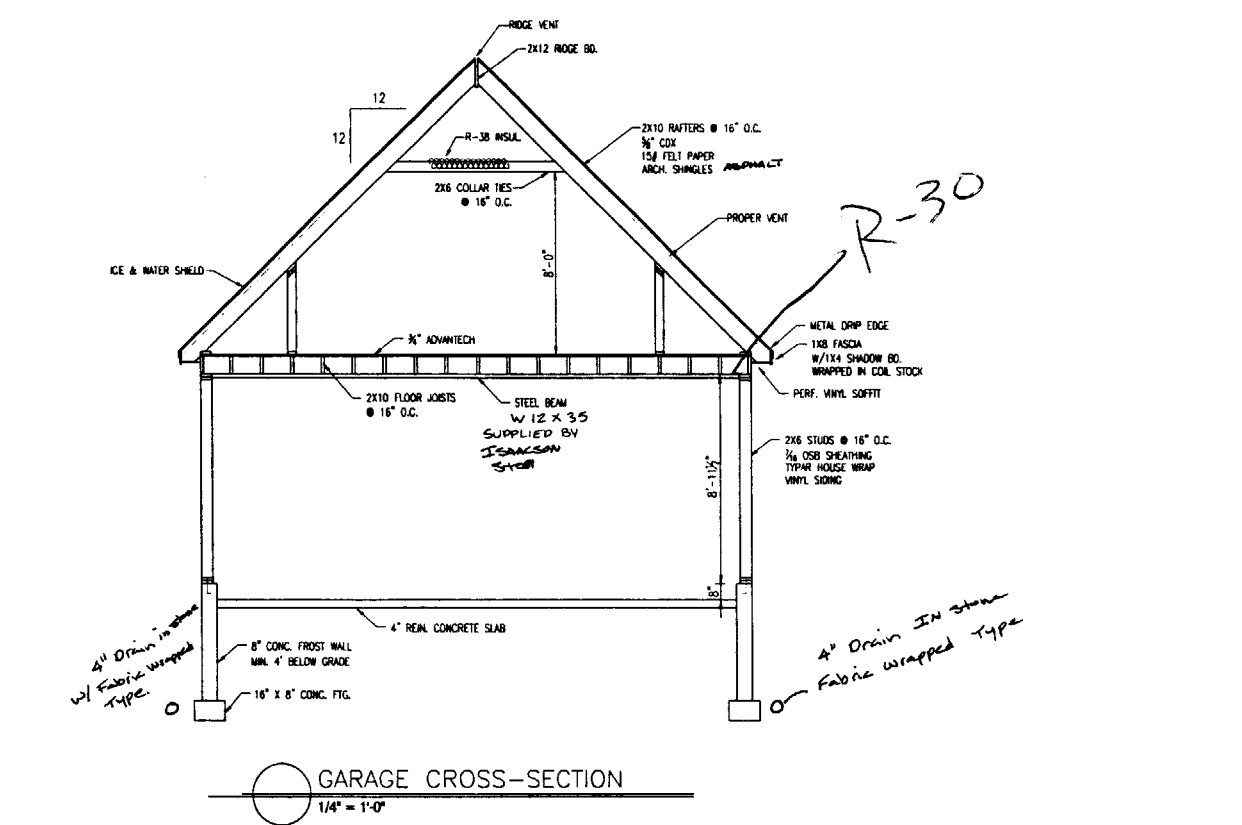 RIDGE VENT
2X12 RIDGE BD.
12
12
R-38 INSUL.
2X10 RAFTERS @ 16" O.C.
⅝" CDX
15# FELT PAPER
ARCH. SHINGLES ASPHALT
2X6 COLLAR TIES
@ 16" O.C.
R-30
PROPER VENT
8'-0"
ICE & WATER SHIELD
METAL DRIP EDGE
¾" ADVANTECH
1X8 FASCIA
W/1X4 SHADOW BD.
WRAPPED IN COIL STOCK
PERF. VINYL SOFFIT
2X10 FLOOR JOISTS
@ 16" O.C.
STEEL BEAM
W 12 X 35
SUPPLIED BY
ISAACSON
Steel
2X6 STUDS @ 16" O.C.
7/16 OSB SHEATHING
TYPAR HOUSE WRAP
VINYL SIDING
8'-11½"
8"
4" REIN. CONCRETE SLAB
4" Drain in stone
w/ Fabric wrapped
Type.
8" CONC. FROST WALL
MIN. 4' BELOW GRADE
16" X 8" CONC. FTG.
4" Drain IN stone
Fabric wrapped Type
GARAGE CROSS-SECTION
1/4" = 1'-0"